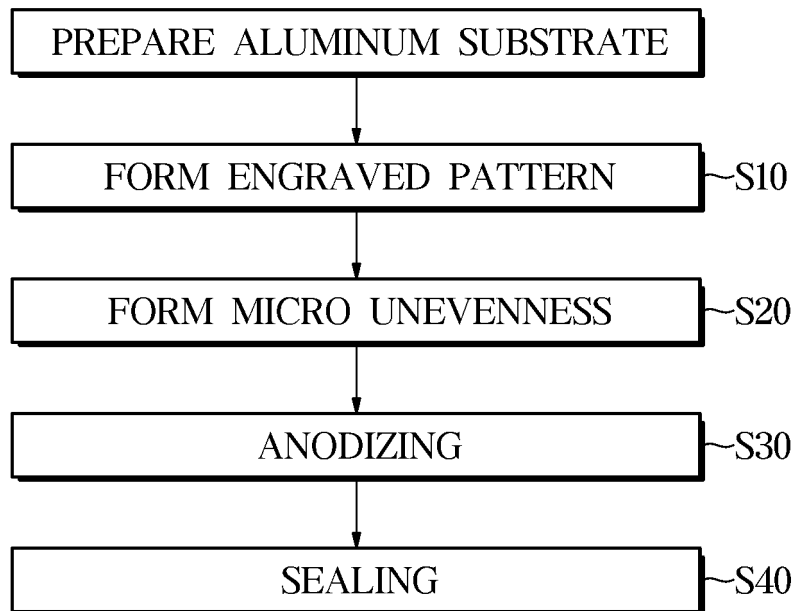 PREPARE ALUMINUM SUBSTRATE
FORM ENGRAVED PATTERN S10
FORM MICRO UNEVENNESS S20
ANODIZING S30
SEALING S40